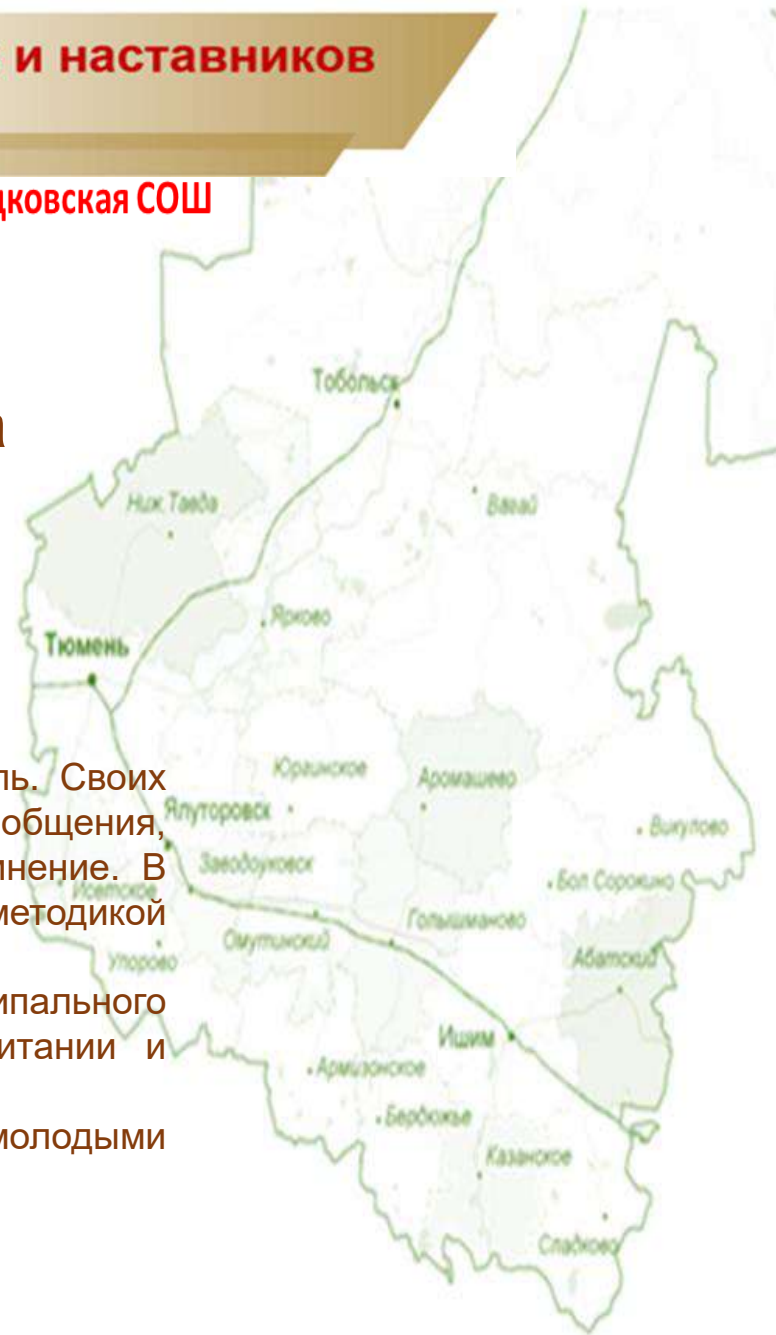 и наставников
дковская СОШ
Тобольск
а
Ниж. Тавда
Вагай
Ярково
Тюмень
Юргинское
Аромашево
ль. Своих
Ялуторовск
общения,
Викулово
Заводоуковск
инение. В
Бол. Сорокино
Исетское
методикой
Голышманово
Омутинский
Упорово
Абатский
ипального
Ишим
итании и
Армизонское
Бердюжье
молодыми
Казанское
Сладково